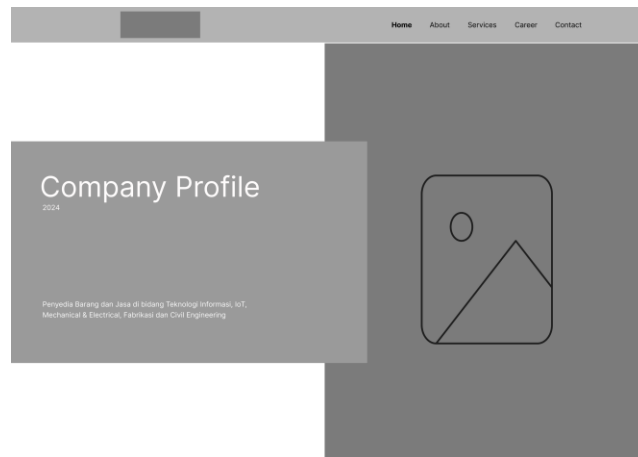 Home About Services Career Contact
Company Profile
2024
Penyedia Barang dan Jasa di bidang Teknologi Informasi, IoT,
Mechanical & Electrical, Fabrikasi dan Civil Engineering